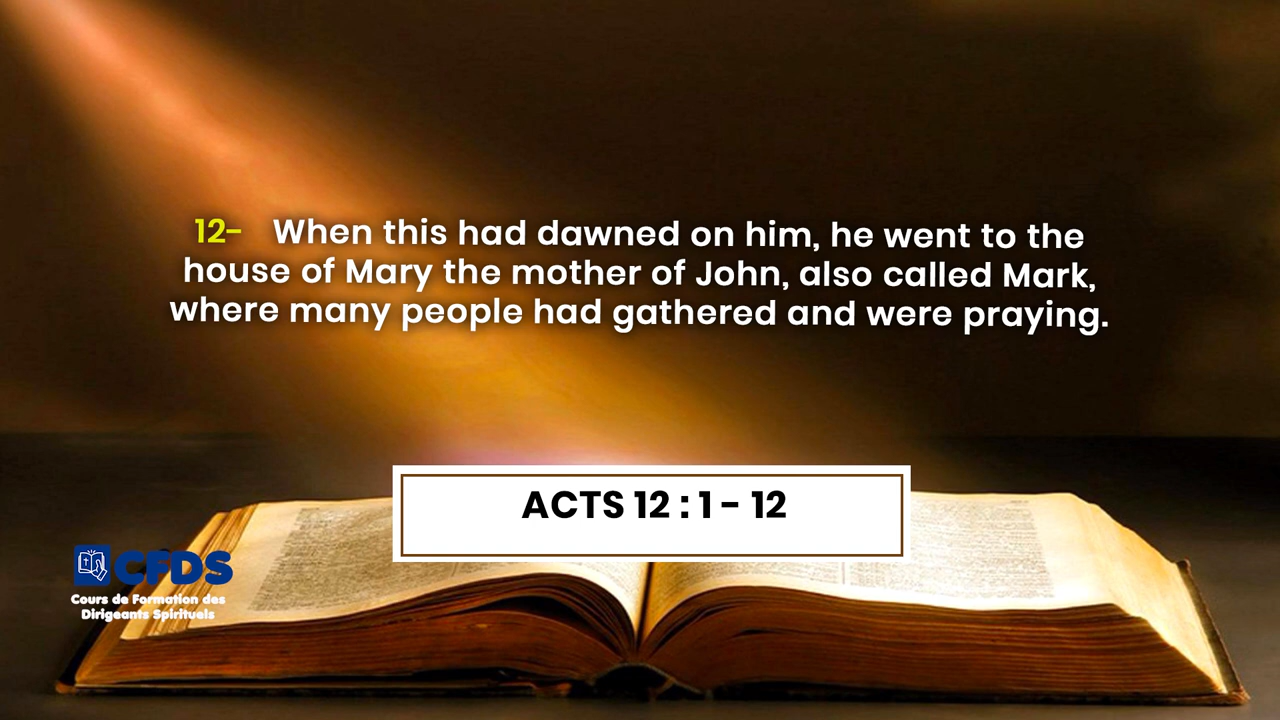 12- When this had dawned on him, he went to the
house of Mary the mother of John, also called Mark,
where many people had gathered and were praying.
ACTS 12 : 1 - 12
CFDS
Cours de Formation des
Dirigeants Spirituels